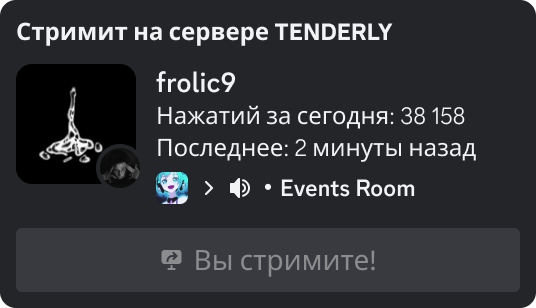 Стримит на сервере TENDERLY
frolic9
Нажатий за сегодня: 38 158
Последнее: 2 минуты назад
• Events Room
Вы стримите!